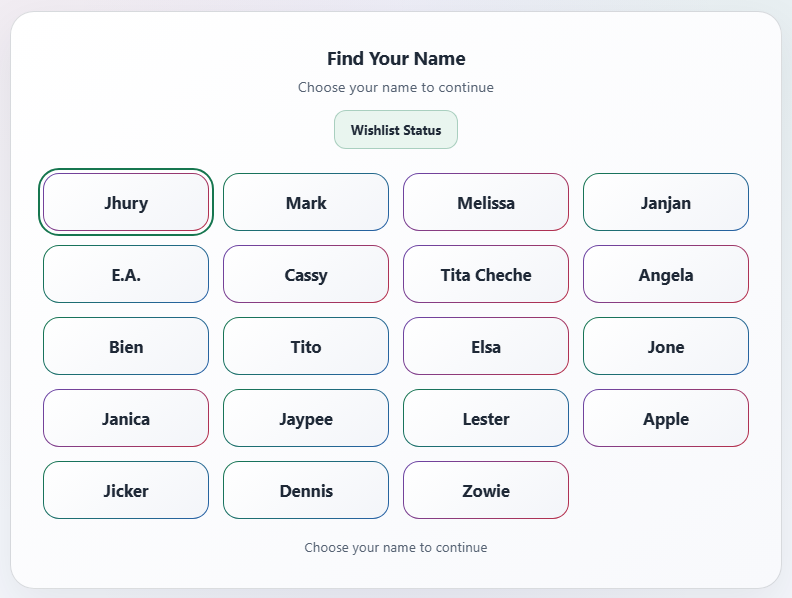 Find Your Name
Choose your name to continue
Wishlist Status
Jhury Mark Melissa Janjan
E.A. Cassy Tita Cheche Angela
Bien Tito Elsa Jone
Janica Jaypee Lester Apple
Jicker Dennis Zowie
Choose your name to continue